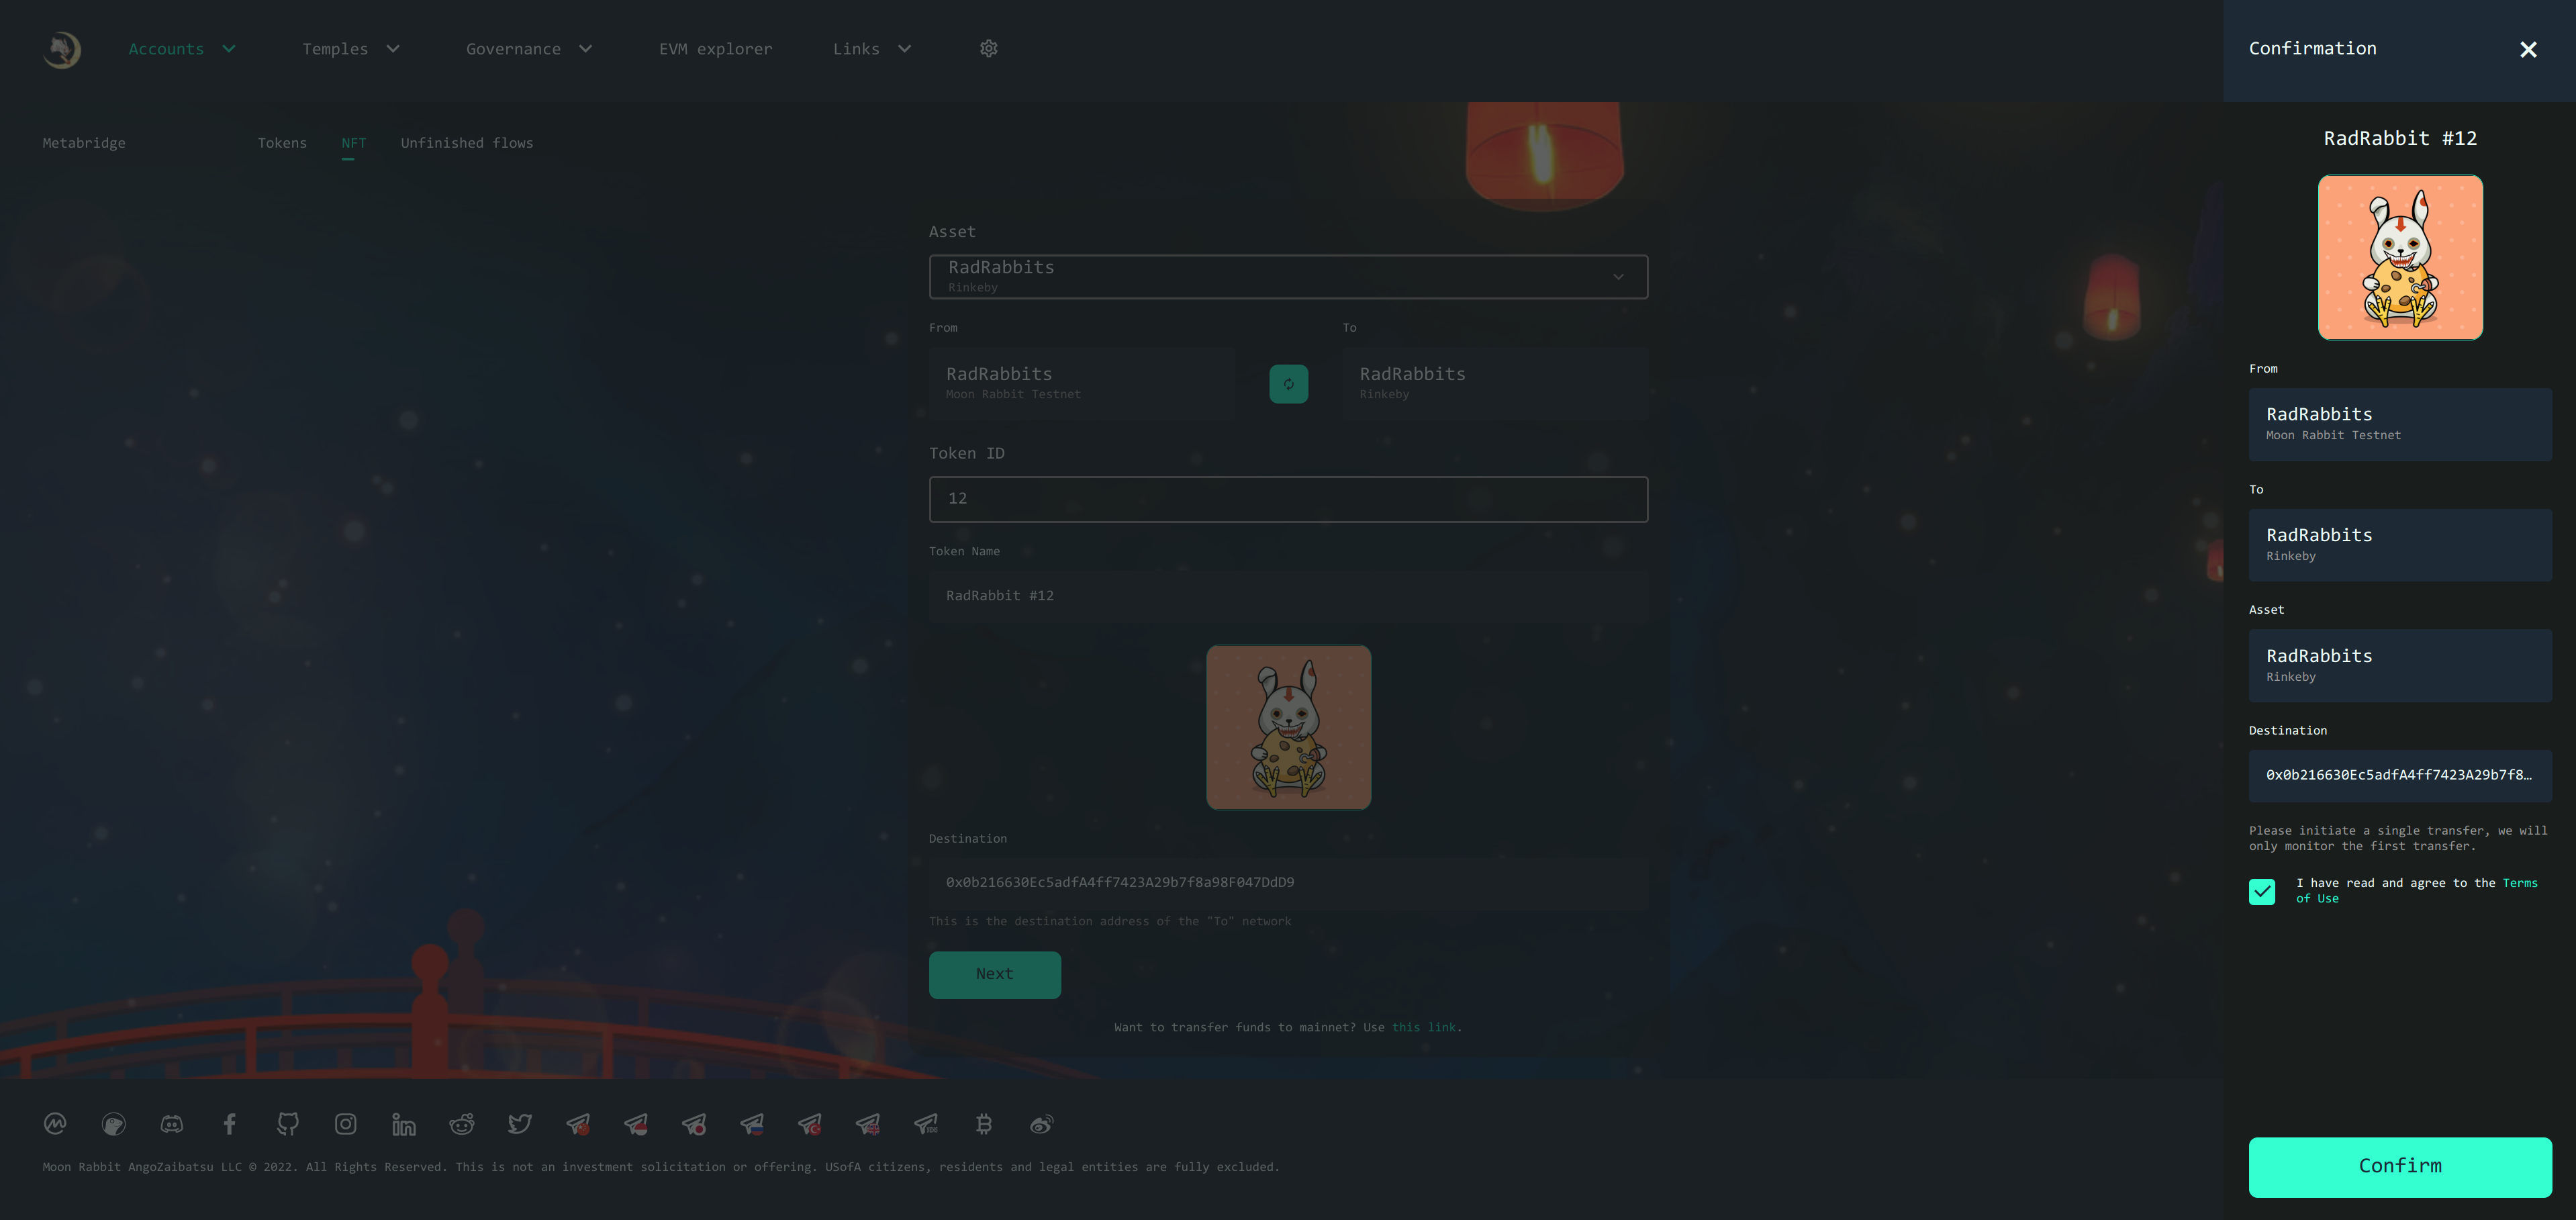 Accounts Temples Governance EVM explorer Links
Metabridge Tokens NFT Unfinished flows
Asset
RadRabbits
Rinkeby
From To
RadRabbits RadRabbits
Moon Rabbit Testnet Rinkeby
Token ID
12
Token Name
RadRabbit #12
Destination
0x0b216630Ec5adfA4ff7423A29b7f8a98F047DdD9
This is the destination address of the "To" network
Next
Want to transfer funds to mainnet? Use this link.
Moon Rabbit AngoZaibatsu LLC © 2022. All Rights Reserved. This is not an investment solicitation or offering. USofA citizens, residents and legal entities are fully excluded.
Confirmation
RadRabbit #12
From
RadRabbits
Moon Rabbit Testnet
To
RadRabbits
Rinkeby
Asset
RadRabbits
Rinkeby
Destination
0x0b216630Ec5adfA4ff7423A29b7f8…
Please initiate a single transfer, we will
only monitor the first transfer.
I have read and agree to the Terms
of Use
Confirm